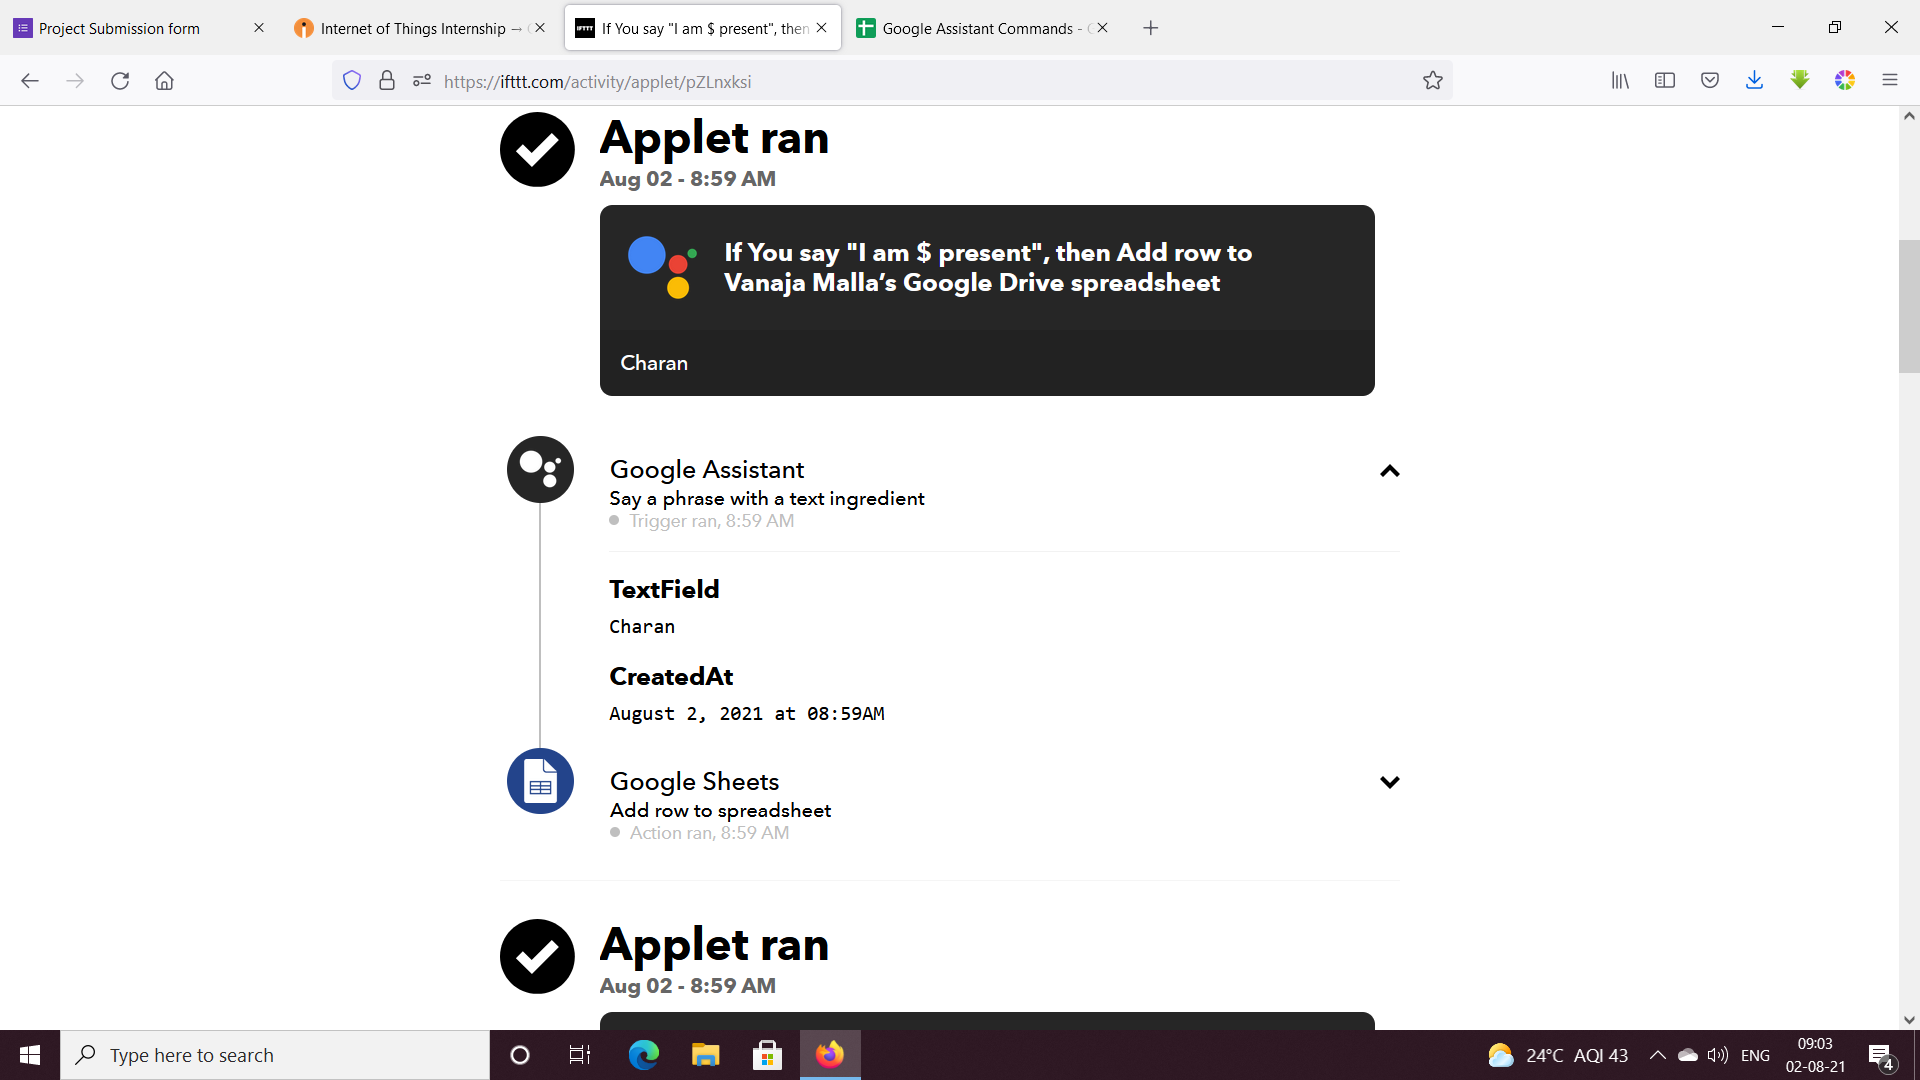 Project Submission form
Internet of Things Internship →
IFTTT
If You say "I am $ present", then
Google Assistant Commands -
https://ifttt.com/activity/applet/pZLnxksi
Applet ran
Aug 02 - 8:59 AM
If You say "I am $ present", then Add row to
Vanaja Malla’s Google Drive spreadsheet
Charan
Google Assistant
Say a phrase with a text ingredient
Trigger ran, 8:59 AM
TextField
Charan
CreatedAt
August 2, 2021 at 08:59AM
Google Sheets
Add row to spreadsheet
Action ran, 8:59 AM
Applet ran
Aug 02 - 8:59 AM
Type here to search
24°C AQI 43
ENG
09:03
02-08-21
4